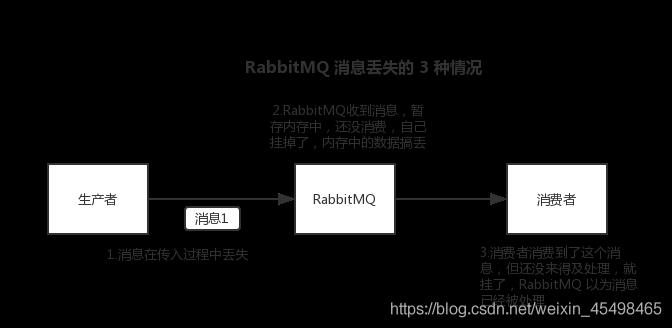 RabbitMQ 消息丢失的 3 种情况
2.RabbitMQ收到消息，暂
存内存中，还没消费，自己
挂掉了，内存中的数据搞丢
生产者
消息1
RabbitMQ
消费者
1.消息在传入过程中丢失
3.消费者消费到了这个消
息，但还没来得及处理，就
挂了，RabbitMQ 以为消息
已经被处理
https://blog.csdn.net/weixin_45498465